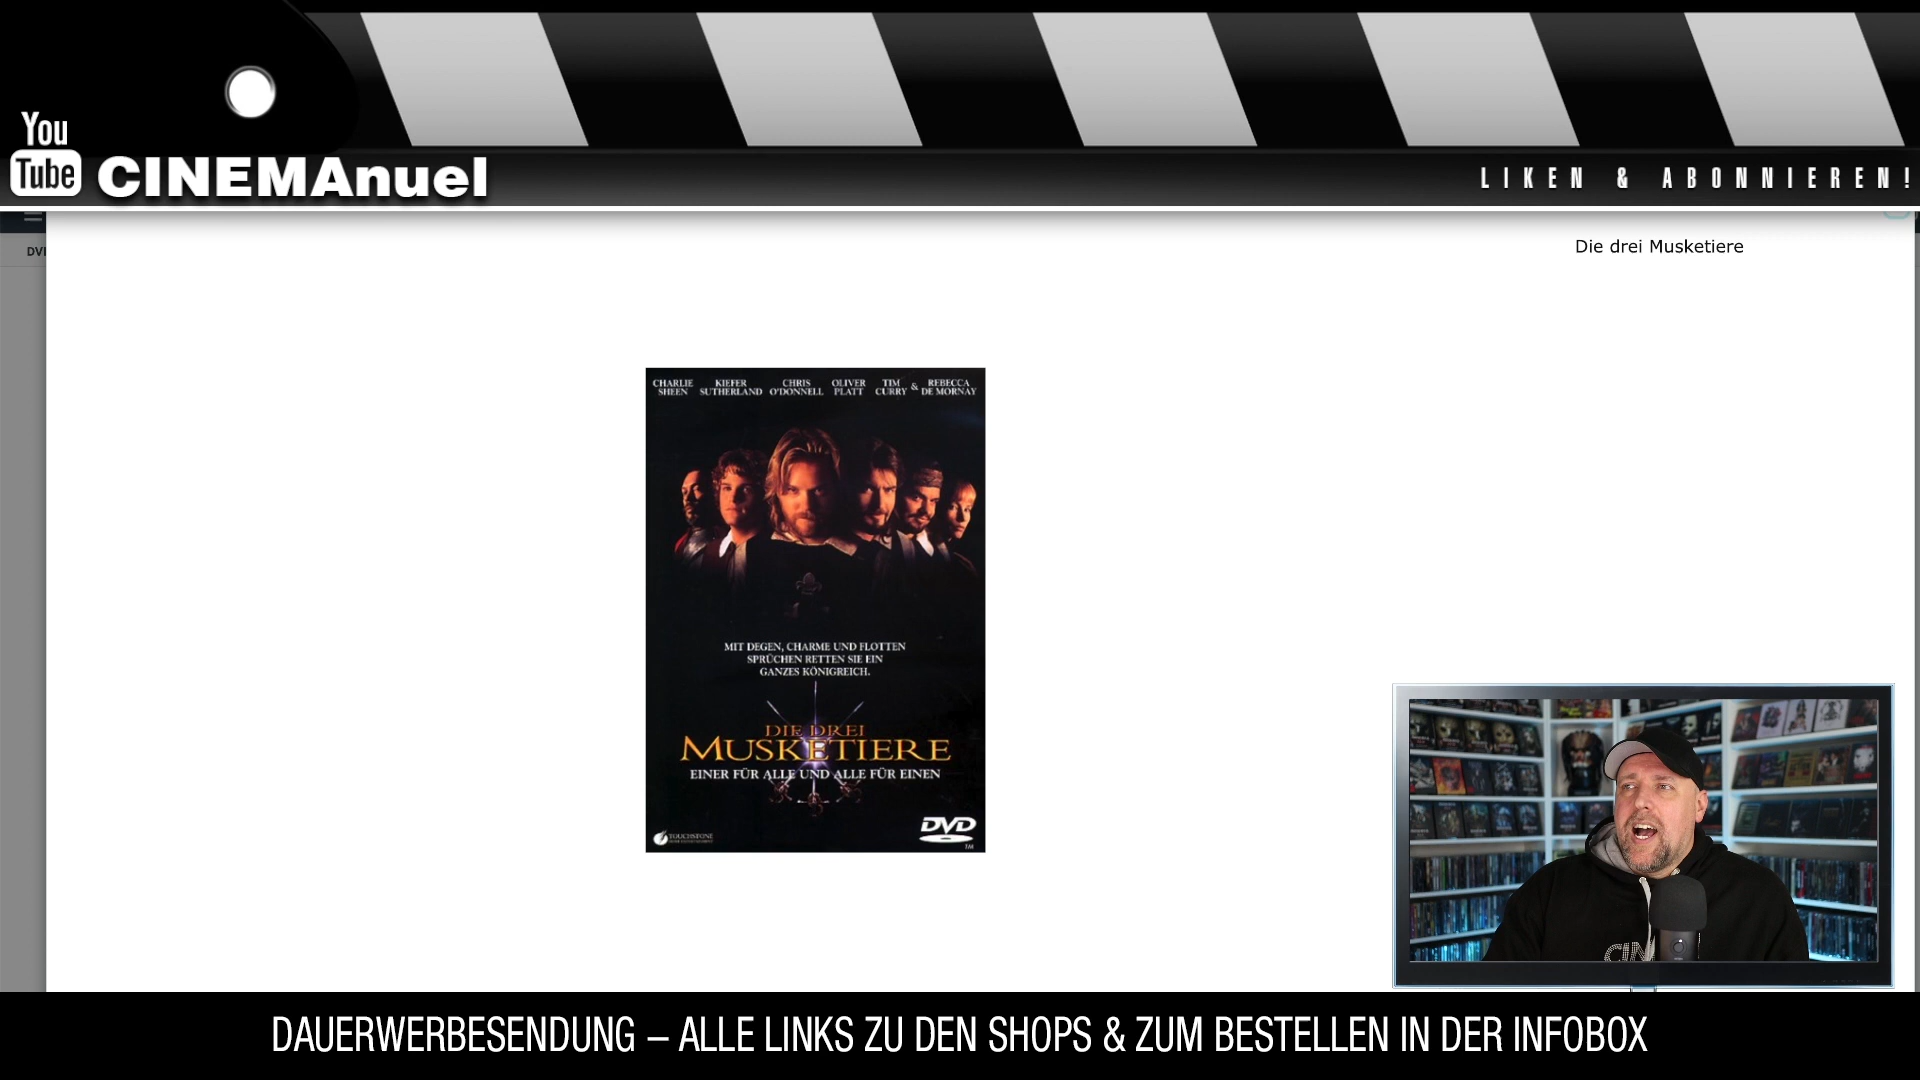 You
Tube
CINEMAnuel
LIKEN & ABONNIEREN!
Die drei Musketiere
CHARLIE SHEEN KIEFER SUTHERLAND CHRIS O'DONNELL OLIVER PLATT TIM CURRY & REBECCA DE MORNAY
MIT DEGEN, CHARME UND FLOTTEN
SPRÜCHEN RETTEN SIE EIN
GANZES KÖNIGREICH.
DIE DREI
MUSKETIERE
EINER FÜR ALLE UND ALLE FÜR EINEN
TOUCHSTONE
DVD
TM
DAUERWERBESENDUNG – ALLE LINKS ZU DEN SHOPS & ZUM BESTELLEN IN DER INFOBOX